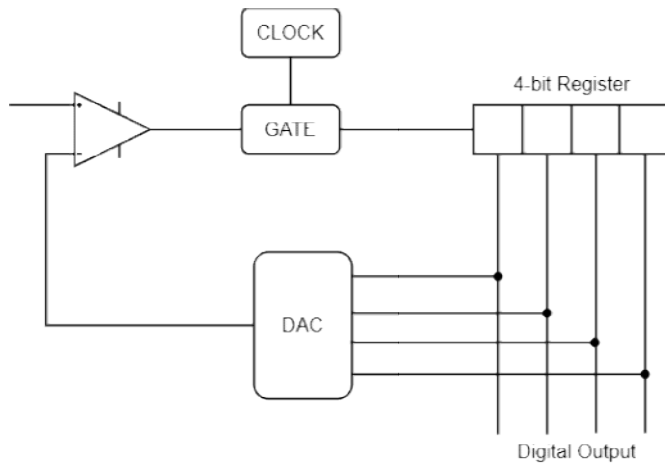 CLOCK
4-bit Register
GATE
DAC
Digital Output